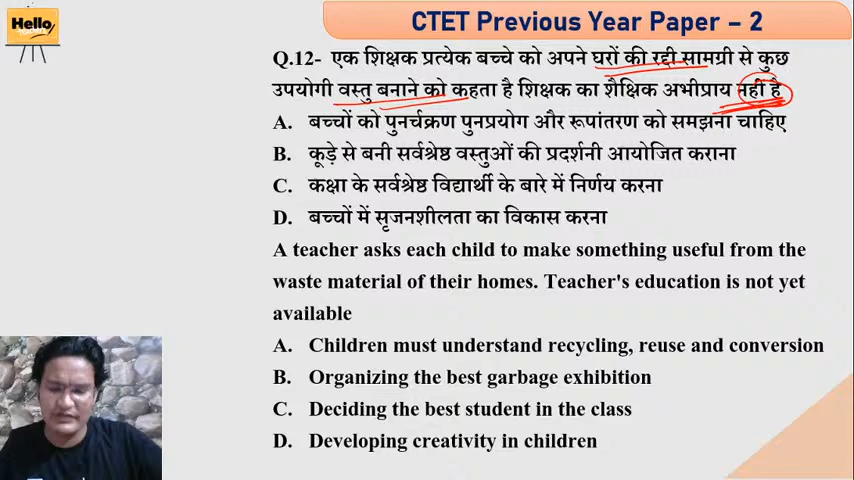 Hello
CTET Previous Year Paper – 2
Q.12- एक शिक्षक प्रत्येक बच्चे को अपने घरों की रद्दी सामग्री से कुछ
उपयोगी वस्तु बनाने को कहता है शिक्षक का शैक्षिक अभीप्राय नहीं है
A. बच्चों को पुनर्चक्रण पुनप्रयोग और रूपांतरण को समझना चाहिए
B. कूड़े से बनी सर्वश्रेष्ठ वस्तुओं की प्रदर्शनी आयोजित कराना
C. कक्षा के सर्वश्रेष्ठ विद्यार्थी के बारे में निर्णय करना
D. बच्चों में सृजनशीलता का विकास करना
A teacher asks each child to make something useful from the
waste material of their homes. Teacher's education is not yet
available
A. Children must understand recycling, reuse and conversion
B. Organizing the best garbage exhibition
C. Deciding the best student in the class
D. Developing creativity in children